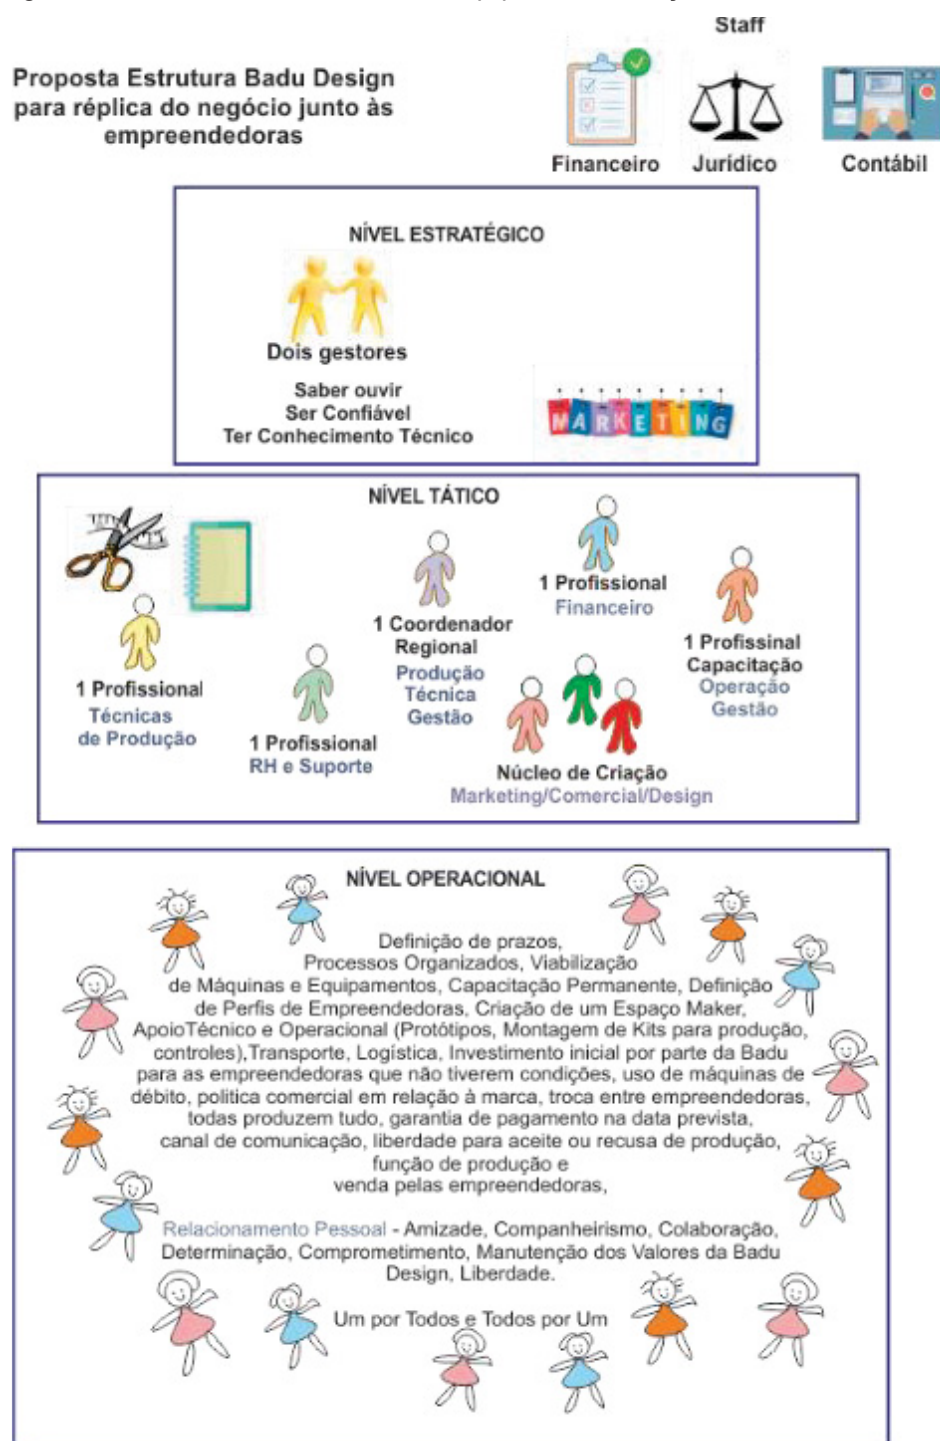 Staff
Proposta Estrutura Badu Design
para réplica do negócio junto às
empreendedoras
Financeiro
Jurídico
Contábil
NÍVEL ESTRATÉGICO
Dois gestores
Saber ouvir
Ser Confiável
Ter Conhecimento Técnico
MARKETING
NÍVEL TÁTICO
1 Profissional
Técnicas
de Produção
1 Profissional
RH e Suporte
1 Coordenador
Regional
Produção
Técnica
Gestão
1 Profissional
Financeiro
1 Profissinal
Capacitação
Operação
Gestão
Núcleo de Criação
Marketing/Comercial/Design
NÍVEL OPERACIONAL
Definição de prazos,
Processos Organizados, Viabilização
de Máquinas e Equipamentos, Capacitação Permanente, Definição
de Perfis de Empreendedoras, Criação de um Espaço Maker,
ApoioTécnico e Operacional (Protótipos, Montagem de Kits para produção,
controles),Transporte, Logística, Investimento inicial por parte da Badu
para as empreendedoras que não tiverem condições, uso de máquinas de
débito, politica comercial em relação à marca, troca entre empreendedoras,
todas produzem tudo, garantia de pagamento na data prevista,
canal de comunicação, liberdade para aceite ou recusa de produção,
função de produção e
venda pelas empreendedoras,
Relacionamento Pessoal - Amizade, Companheirismo, Colaboração,
Determinação, Comprometimento, Manutenção dos Valores da Badu
Design, Liberdade.
Um por Todos e Todos por Um